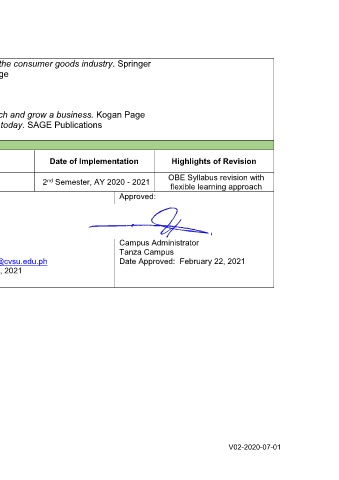 the consumer goods industry. Springer
ge
ch and grow a business. Kogan Page
today. SAGE Publications
Date of Implementation
Highlights of Revision
2nd Semester, AY 2020 - 2021
OBE Syllabus revision with
flexible learning approach
Approved:
Campus Administrator
Tanza Campus
@cvsu.edu.ph
Date Approved: February 22, 2021
, 2021
V02-2020-07-01